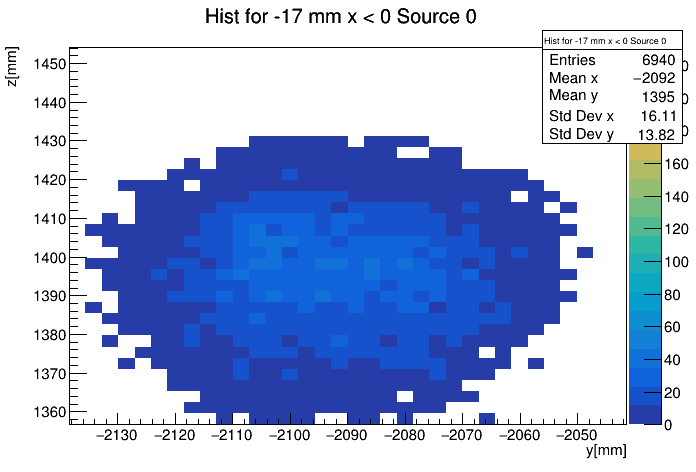 Hist for -17 mm x < 0 Source 0
z[mm]
Hist for -17 mm x < 0 Source 0
Entries 6940
Mean x −2092
Mean y 1395
Std Dev x 16.11
Std Dev y 13.82
1450
1440
1430
1420
1410
1400
1390
1380
1370
1360
0
0
0
160
140
120
100
80
60
40
20
0
−2130 −2120 −2110 −2100 −2090 −2080 −2070 −2060 −2050
y[mm]